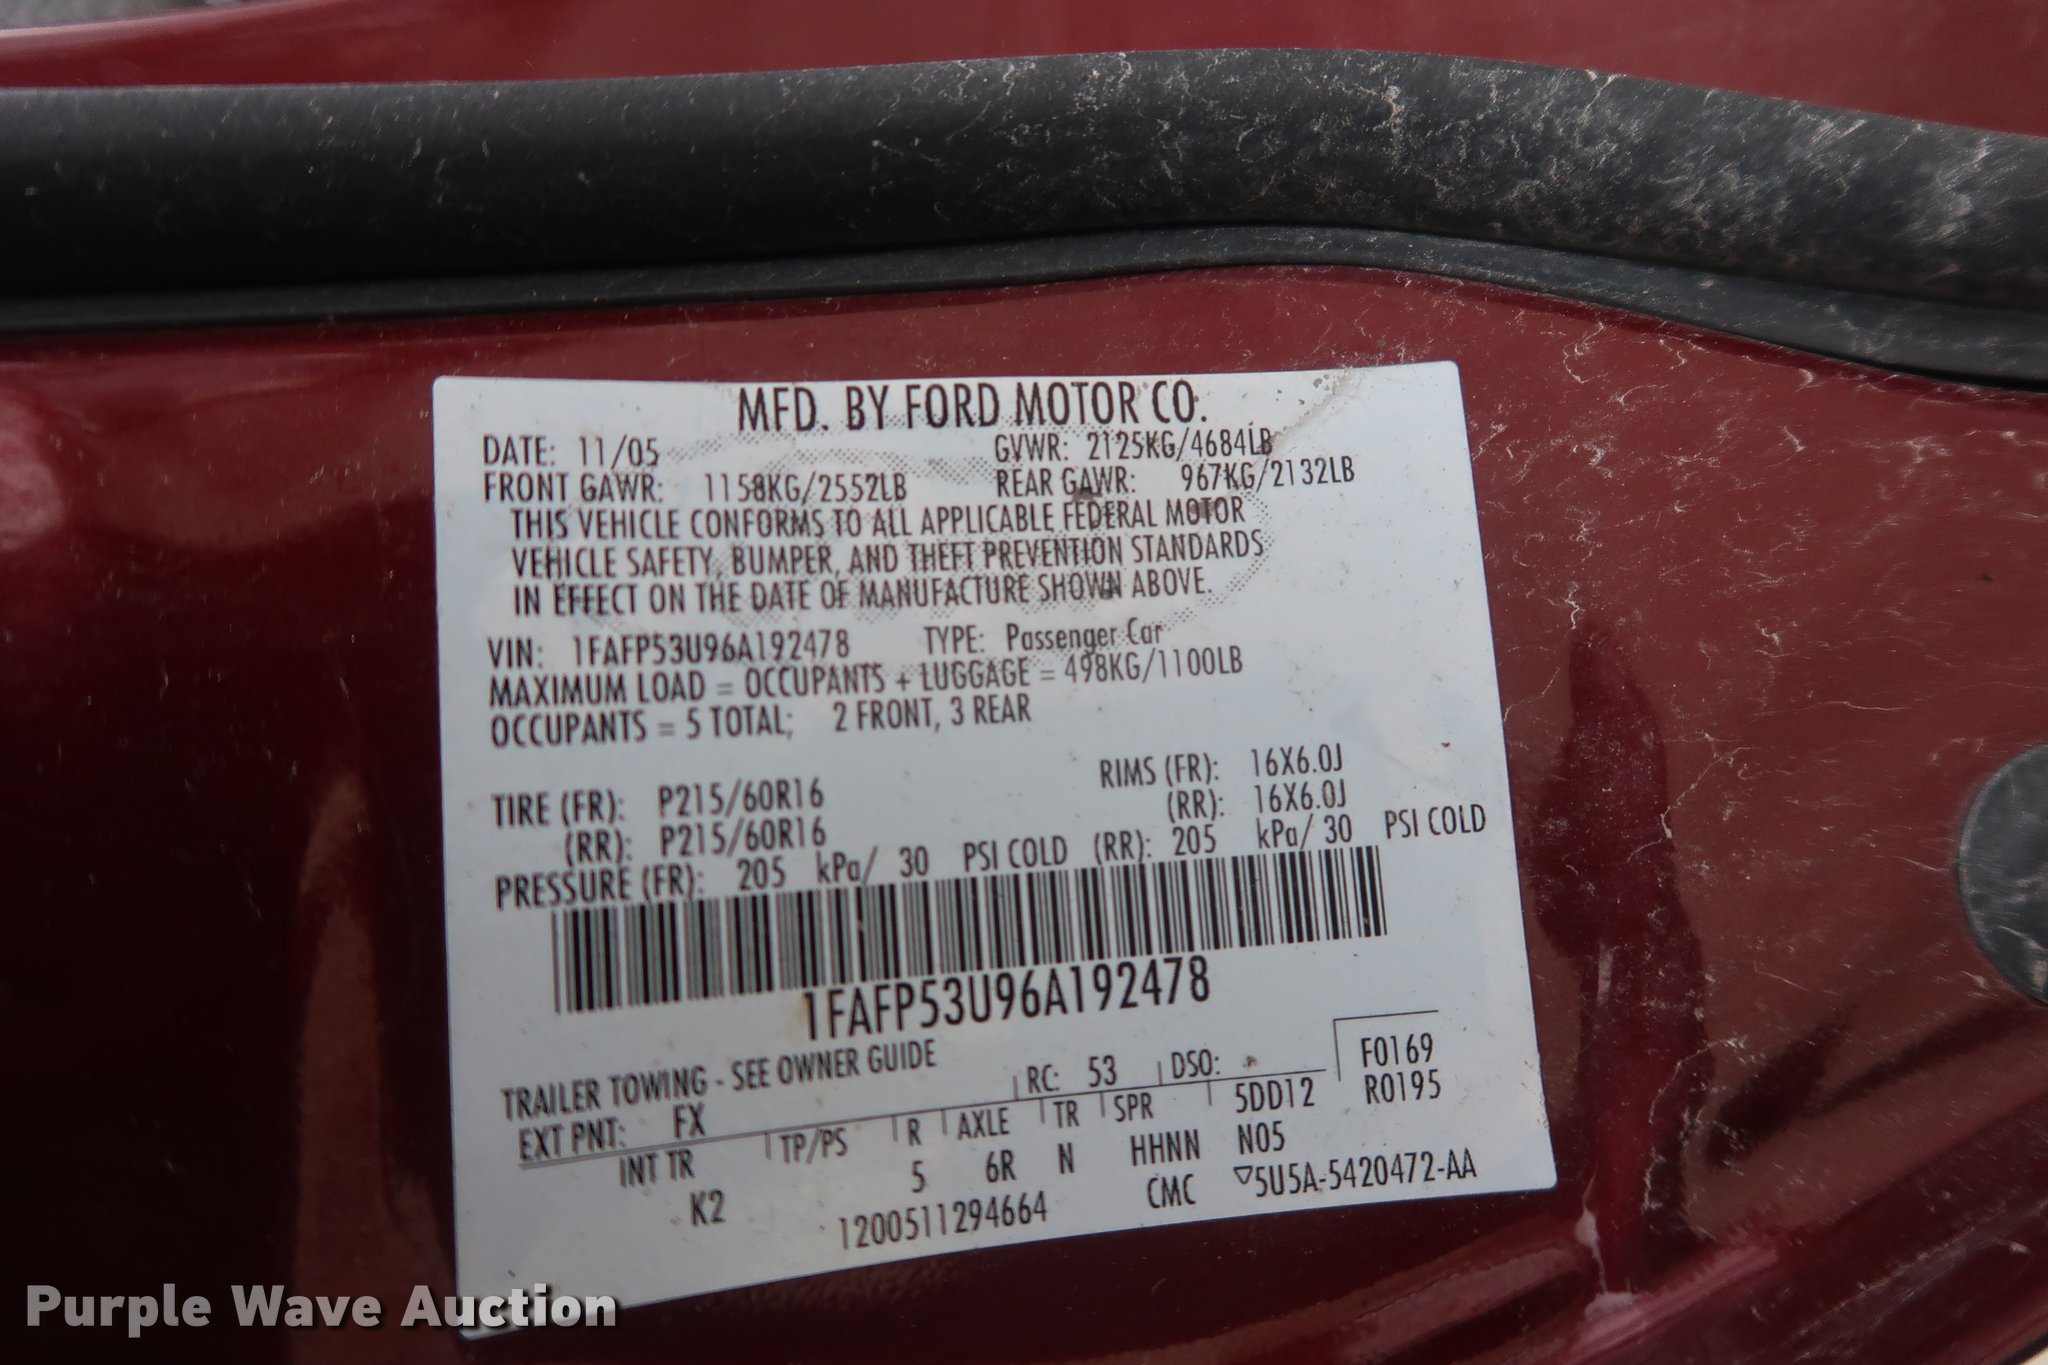 MFD. BY FORD MOTOR CO.
DATE: 11/05 GVWR: 2125KG/4684LB
FRONT GAWR: 1158KG/2552LB REAR GAWR: 967KG/2132LB
THIS VEHICLE CONFORMS TO ALL APPLICABLE FEDERAL MOTOR
VEHICLE SAFETY, BUMPER, AND THEFT PREVENTION STANDARDS
IN EFFECT ON THE DATE OF MANUFACTURE SHOWN ABOVE.
VIN: 1FAFP53U96A192478 TYPE: Passenger Car
MAXIMUM LOAD = OCCUPANTS + LUGGAGE = 498KG/1100LB
OCCUPANTS = 5 TOTAL; 2 FRONT, 3 REAR
TIRE (FR): P215/60R16 RIMS (FR): 16X6.0J
(RR): P215/60R16 (RR): 16X6.0J
PRESSURE (FR): 205 kPa/ 30 PSI COLD (RR): 205 kPa/ 30 PSI COLD
1FAFP53U96A192478
TRAILER TOWING - SEE OWNER GUIDE
EXT PNT: FX RC: 53 DSO: F0169
INT TR TP/PS R AXLE TR SPR 5DD12 R0195
K2 5 6R N HHNN N05
1200511294664 CMC ▽5U5A-5420472-AA
Purple Wave Auction